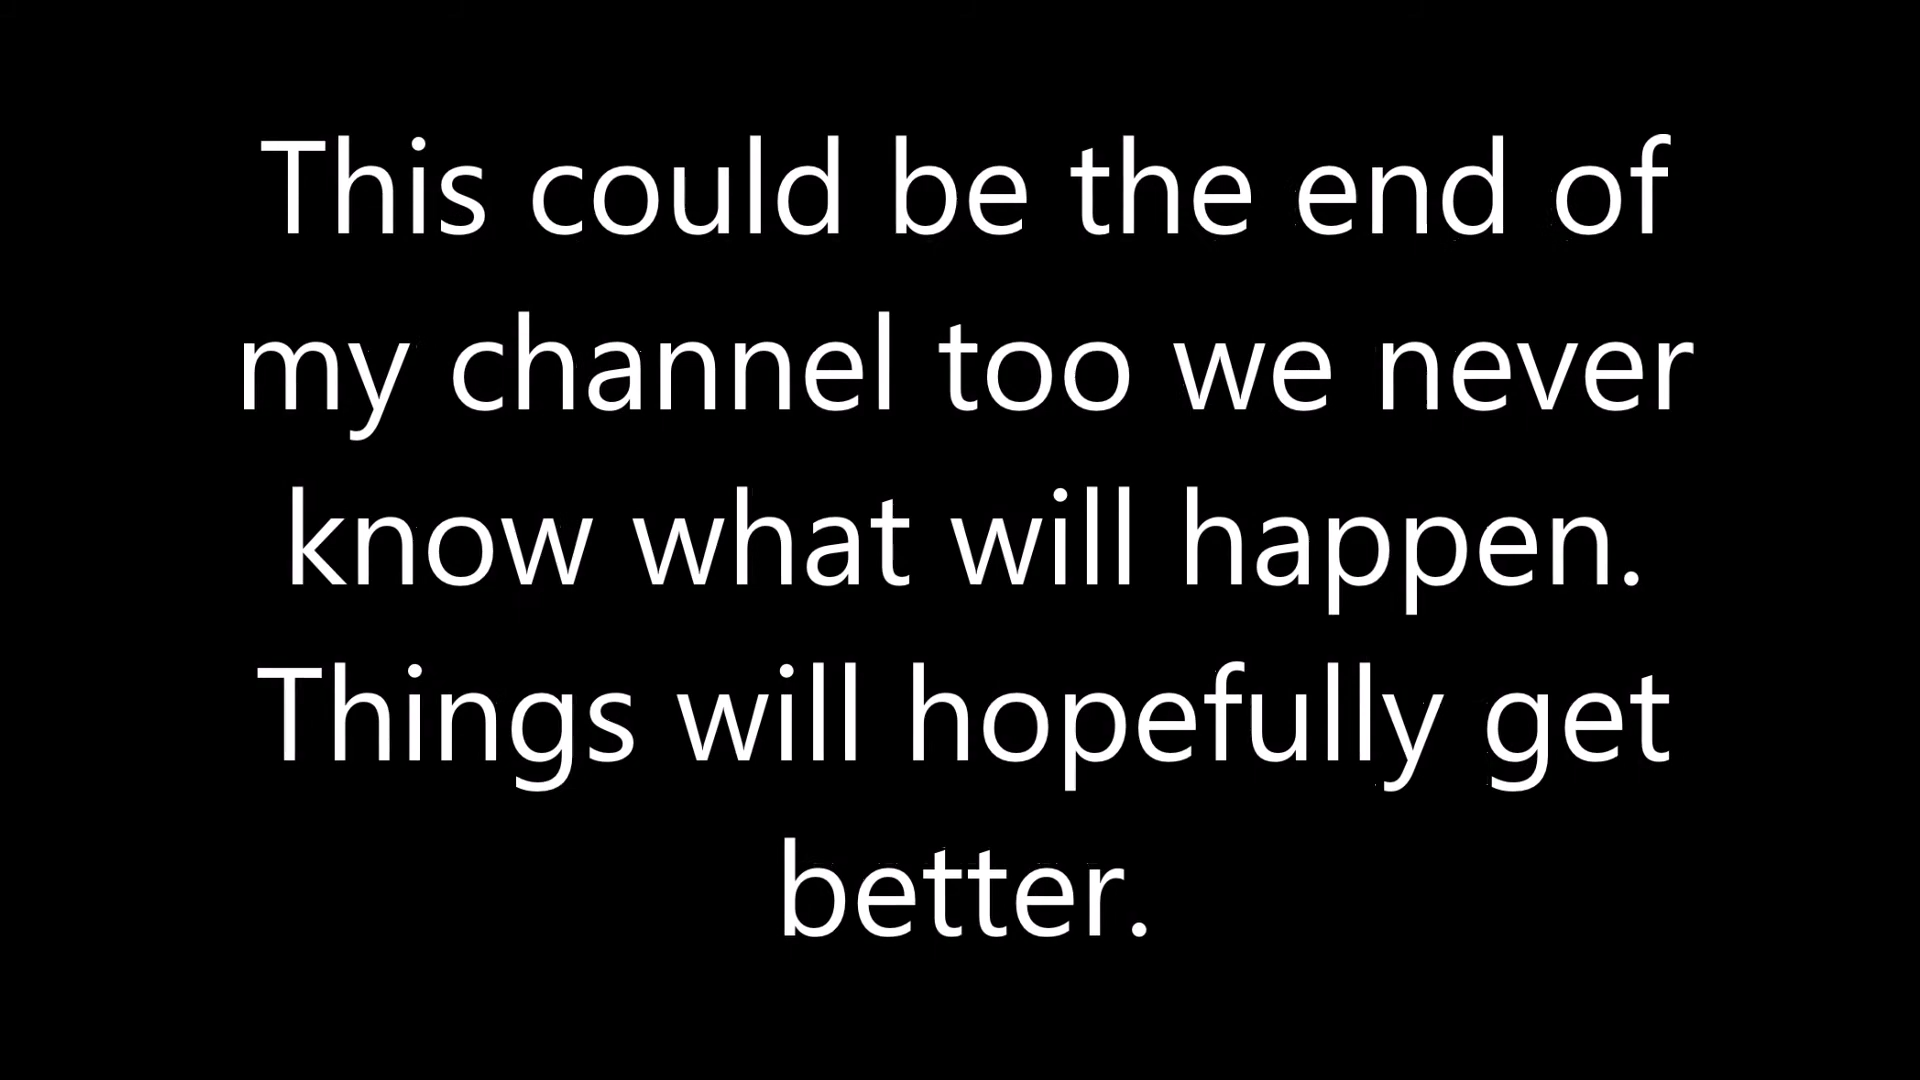 This could be the end of
my channel too we never
know what will happen.
Things will hopefully get
better.